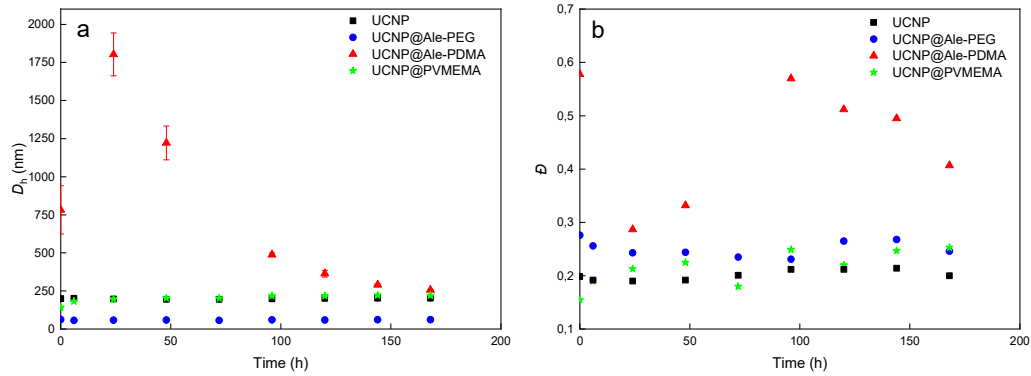 a
UCNP
UCNP@Ale-PEG
UCNP@Ale-PDMA
UCNP@PVMEMA
2000
1750
1500
1250
1000
750
500
250
0
D_h (nm)
0 50 100 150 200
Time (h)
b
UCNP
UCNP@Ale-PEG
UCNP@Ale-PDMA
UCNP@PVMEMA
0,7
0,6
0,5
0,4
0,3
0,2
0,1
Đ
0 50 100 150 200
Time (h)